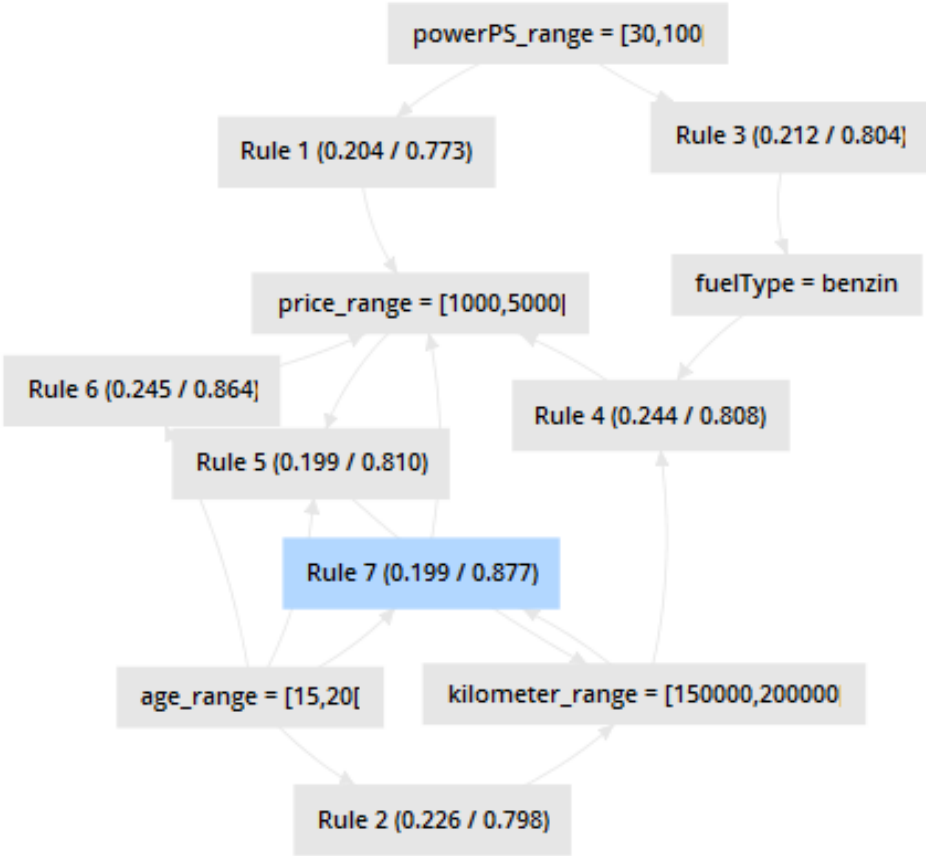 powerPS_range = [30,100
Rule 1 (0.204 / 0.773)
Rule 3 (0.212 / 0.804)
fuelType = benzin
price_range = [1000,5000[
Rule 6 (0.245 / 0.864)
Rule 4 (0.244 / 0.808)
Rule 5 (0.199 / 0.810)
Rule 7 (0.199 / 0.877)
age_range = [15,20[
kilometer_range = [150000,200000
Rule 2 (0.226 / 0.798)